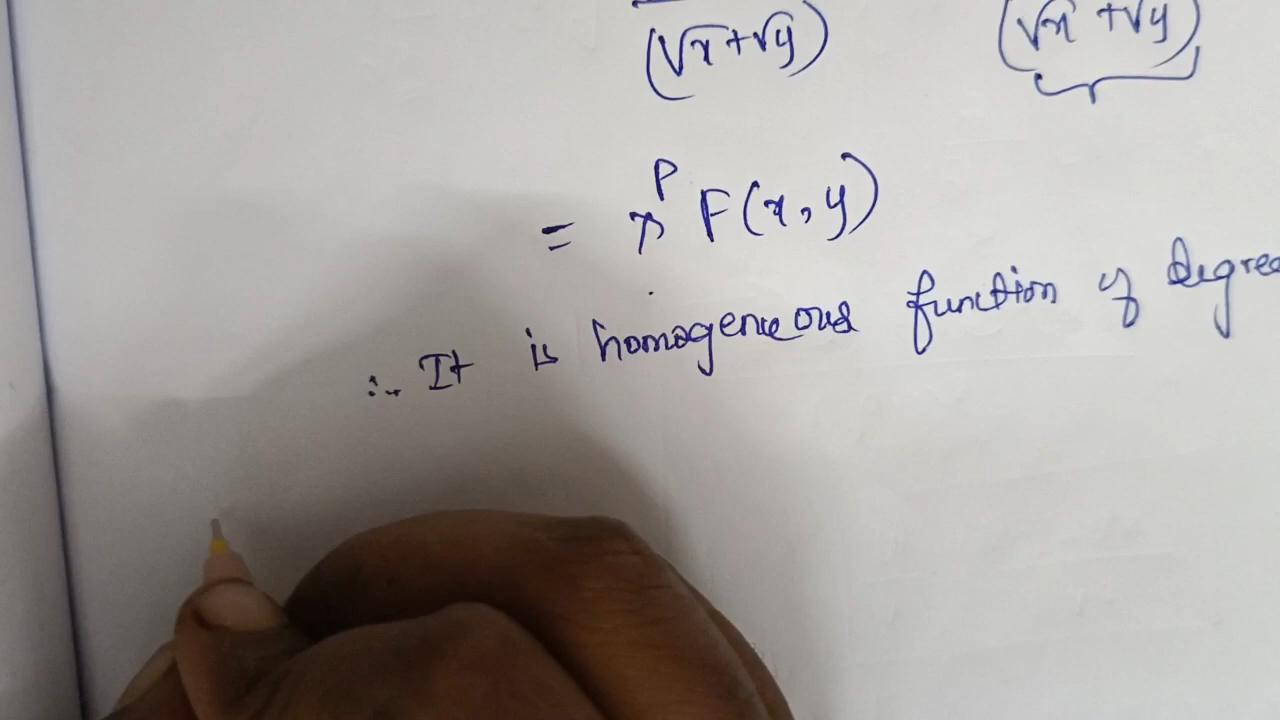 (√x+√y) (√x +√y)
= λ^P F(x,y)
∴ It is homogeneous function of degree